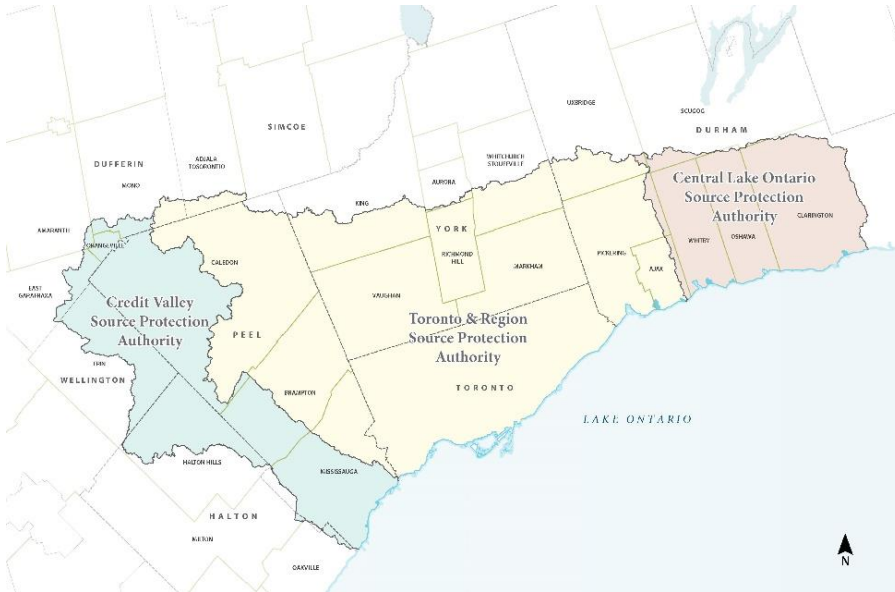 UXBRIDGE
SCUGOG
DURHAM
SIMCOE
DUFFERIN
ADJALA
TOSORONTIO
MONO
WHITCHURCH
STOUFFVILLE
AURORA
KING
Central Lake Ontario
Source Protection
Authority
AMARANTH
ORANGEVILLE
YORK
CLARINGTON
WHITBY
OSHAWA
RICHMOND
HILL
CALEDON
PICKERING
AJAX
MARKHAM
EAST
GARAFRAXA
VAUGHAN
Credit Valley
Source Protection
Authority
Toronto & Region
Source Protection
Authority
PEEL
ERIN
WELLINGTON
BRAMPTON
TORONTO
LAKE ONTARIO
HALTON HILLS
MISSISSAUGA
HALTON
MILTON
OAKVILLE
N